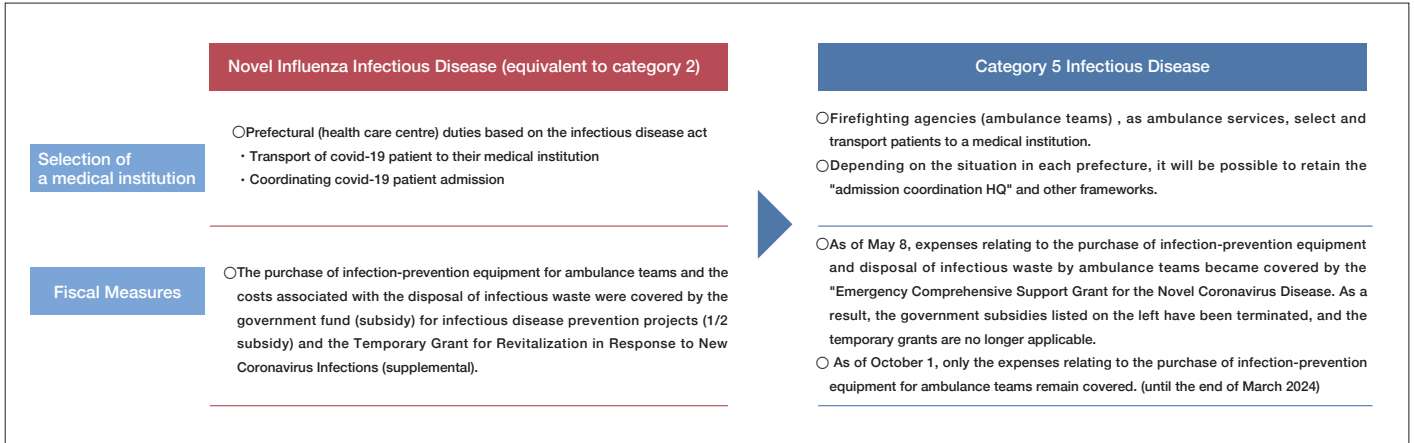 Novel Influenza Infectious Disease (equivalent to category 2)
Category 5 Infectious Disease
Selection of
a medical institution
○Prefectural (health care centre) duties based on the infectious disease act
・Transport of covid-19 patient to their medical institution
・Coordinating covid-19 patient admission
○Firefighting agencies (ambulance teams) , as ambulance services, select and
transport patients to a medical institution.
○Depending on the situation in each prefecture, it will be possible to retain the
"admission coordination HQ" and other frameworks.
Fiscal Measures
○The purchase of infection-prevention equipment for ambulance teams and the
costs associated with the disposal of infectious waste were covered by the
government fund (subsidy) for infectious disease prevention projects (1/2
subsidy) and the Temporary Grant for Revitalization in Response to New
Coronavirus Infections (supplemental).
○As of May 8, expenses relating to the purchase of infection-prevention equipment
and disposal of infectious waste by ambulance teams became covered by the
"Emergency Comprehensive Support Grant for the Novel Coronavirus Disease. As a
result, the government subsidies listed on the left have been terminated, and the
temporary grants are no longer applicable.
○ As of October 1, only the expenses relating to the purchase of infection-prevention
equipment for ambulance teams remain covered. (until the end of March 2024)